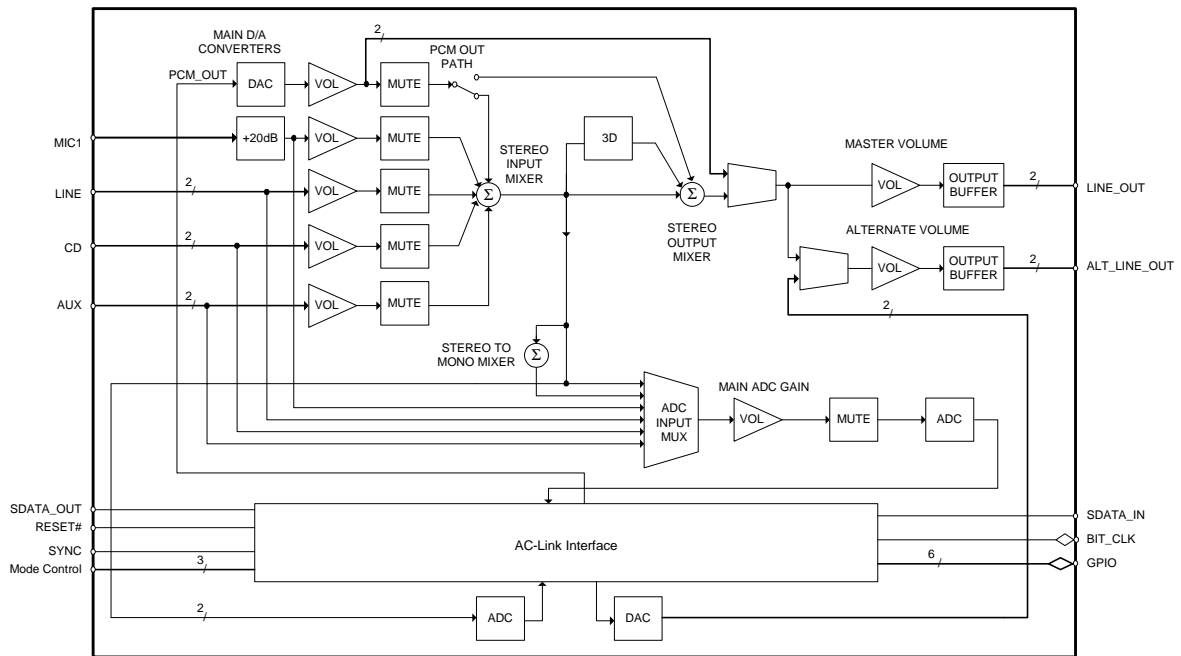 MAIN D/A
CONVERTERS
2
PCM OUT
PATH
PCM_OUT
DAC
VOL
MUTE
MIC1
+20dB
VOL
MUTE
STEREO
INPUT
MIXER
3D
MASTER VOLUME
LINE
2
VOL
MUTE
Σ
Σ
VOL
OUTPUT
BUFFER
2
LINE_OUT
STEREO
OUTPUT
MIXER
ALTERNATE VOLUME
CD
2
VOL
MUTE
VOL
OUTPUT
BUFFER
2
ALT_LINE_OUT
AUX
2
VOL
MUTE
2
STEREO TO
MONO MIXER
Σ
MAIN ADC GAIN
ADC
INPUT
MUX
VOL
MUTE
ADC
SDATA_OUT
RESET#
SYNC
Mode Control
3
AC-Link Interface
SDATA_IN
BIT_CLK
6
GPIO
2
ADC
DAC